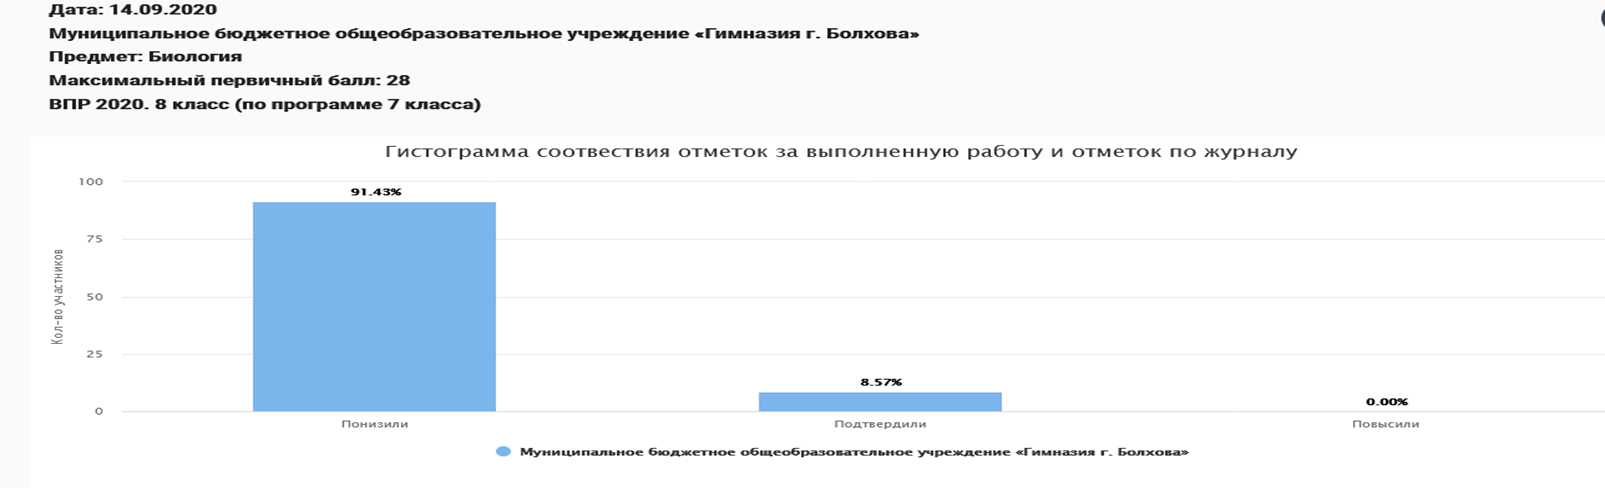 Дата: 14.09.2020
Муниципальное бюджетное общеобразовательное учреждение «Гимназия г. Болхова»
Предмет: Биология
Максимальный первичный балл: 28
ВПР 2020. 8 класс (по программе 7 класса)
Гистограмма соотвествия отметок за выполненную работу и отметок по журналу
100
75
50
25
0
Кол-во участников
91.43%
8.57%
0.00%
Понизили
Подтвердили
Повысили
Муниципальное бюджетное общеобразовательное учреждение «Гимназия г. Болхова»